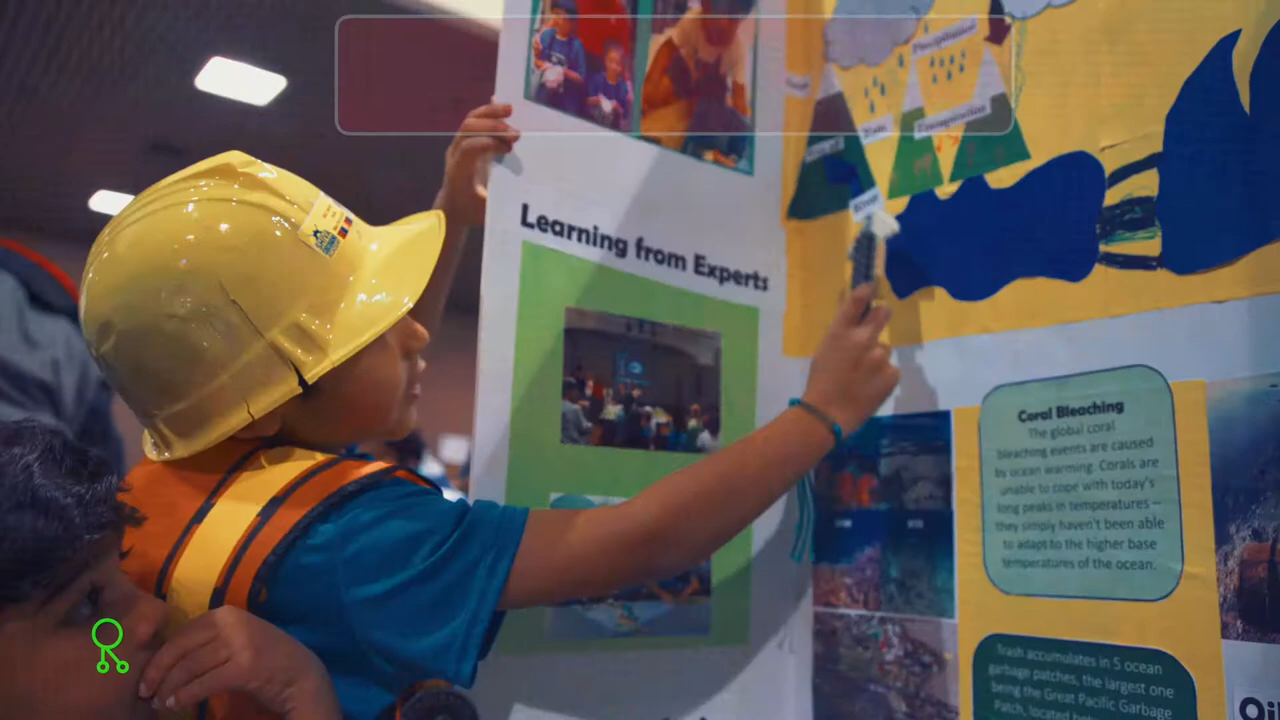 Precipitation
Transpiration
River
Learning from Experts
Coral Bleaching
The global coral
bleaching events are caused
by ocean warming. Corals are
unable to cope with today's
long peaks in temperatures –
they simply haven't been able
to adapt to the higher base
temperatures of the ocean.
Trash accumulates in 5 ocean
garbage patches, the largest one
being the Great Pacific Garbage
Patch, located